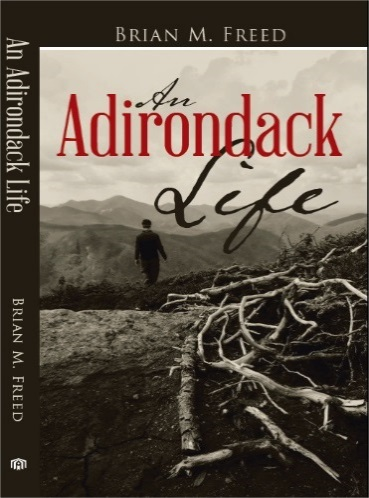 BRIAN M. FREED
An
Adirondack
Life
An Adirondack Life
BRIAN M. FREED